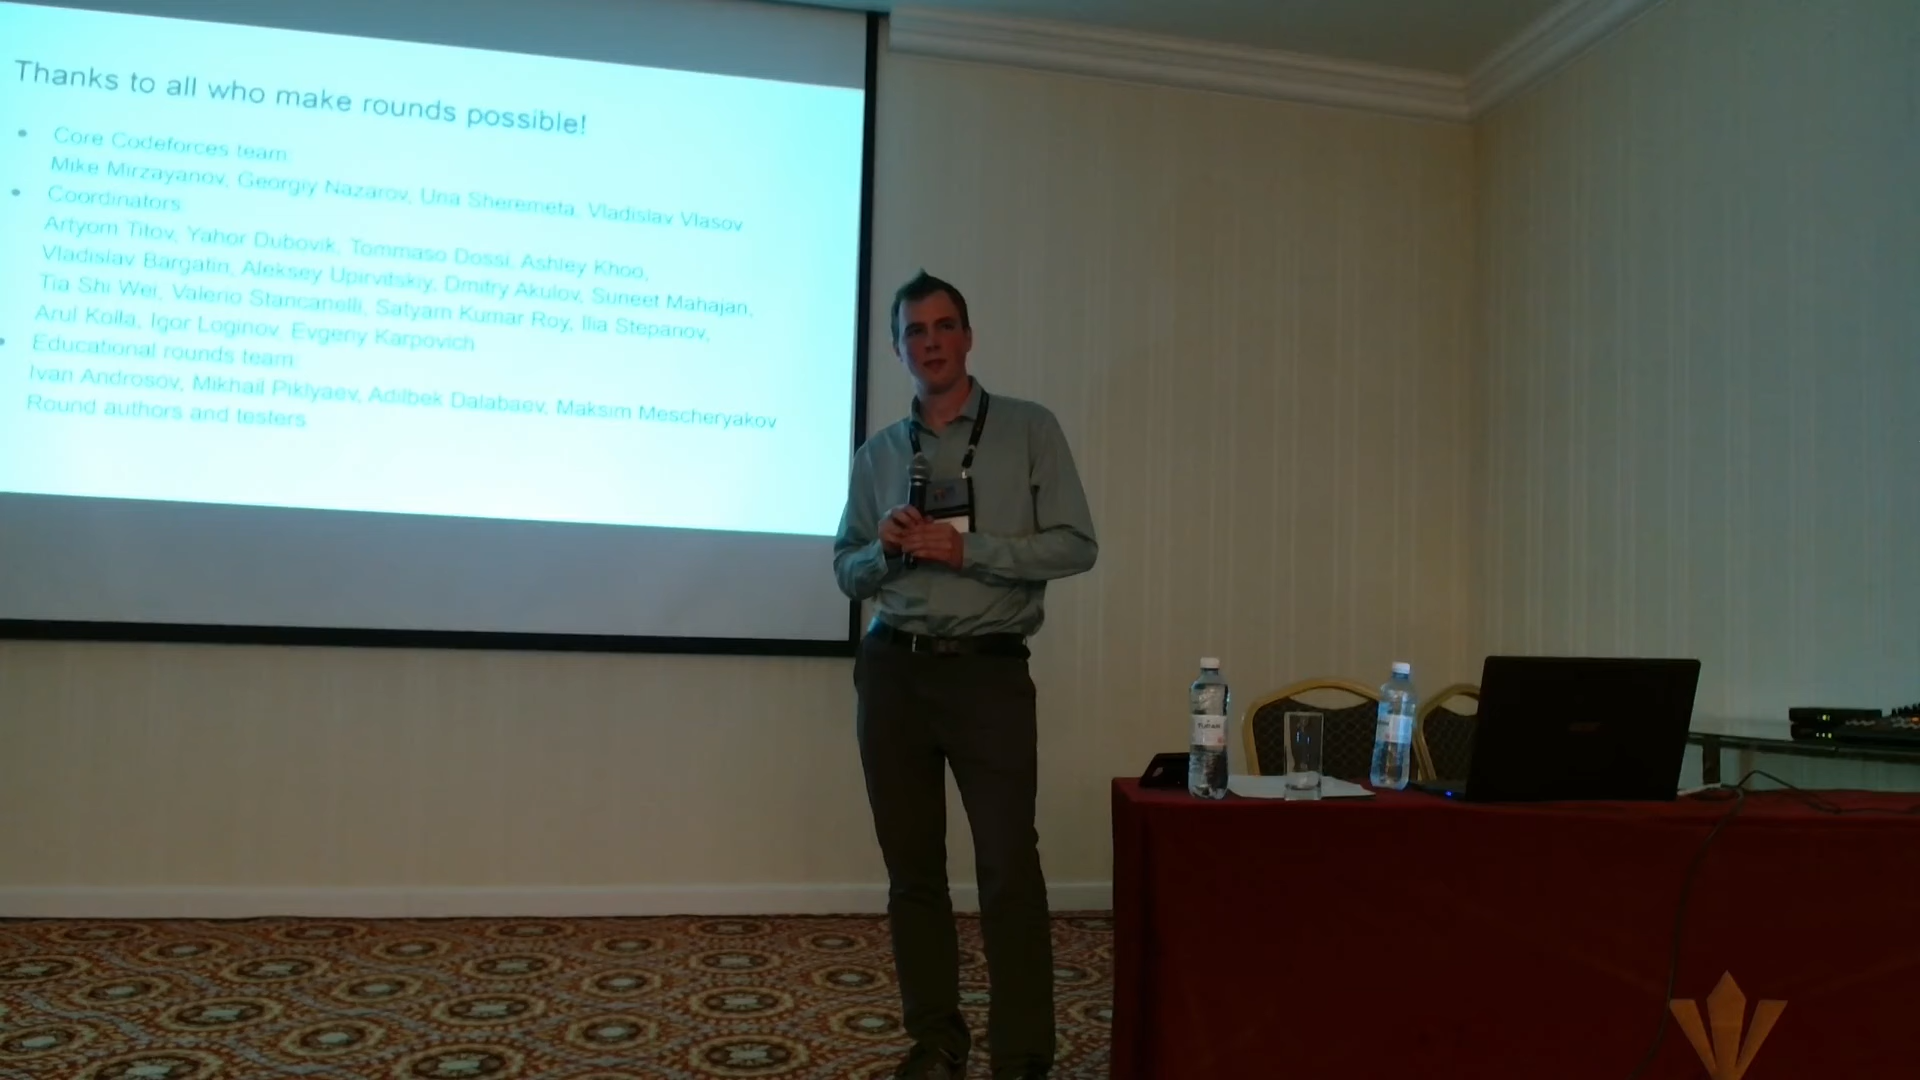 Thanks to all who make rounds possible!
Core Codeforces team:
Mike Mirzayanov, Georgiy Nazarov, Una Sheremeta, Vladislav Vlasov
Coordinators:
Artyom Titov, Yahor Dubovik, Tommaso Dossi, Ashley Khoo,
Vladislav Bargatin, Aleksey Upirvitskiy, Dmitry Akulov, Suneet Mahajan,
Tia Shi Wei, Valerio Stancanelli, Satyam Kumar Roy, Ilia Stepanov,
Arul Kolla, Igor Loginov, Evgeny Karpovich
Educational rounds team:
Ivan Androsov, Mikhail Piklyaev, Adilbek Dalabaev, Maksim Mescheryakov
Round authors and testers